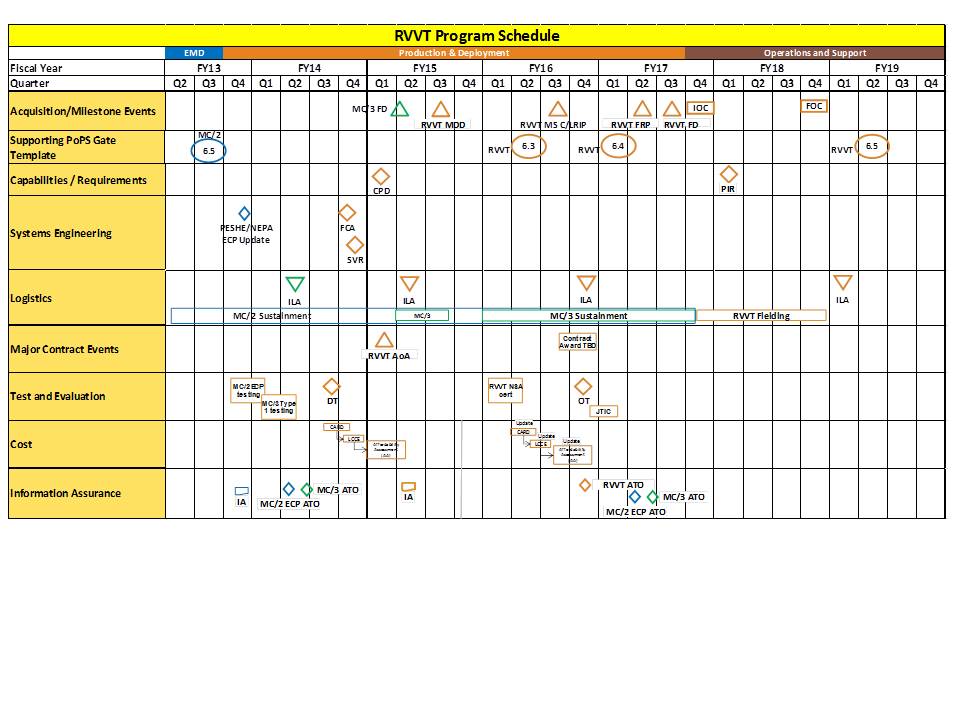 RVVT Program Schedule
EMD Production & Deployment Operations and Support
Fiscal Year FY13 FY14 FY15 FY16 FY17 FY18 FY19
Quarter Q2 Q3 Q4 Q1 Q2 Q3 Q4 Q1 Q2 Q3 Q4 Q1 Q2 Q3 Q4 Q1 Q2 Q3 Q4 Q1 Q2 Q3 Q4 Q1 Q2 Q3 Q4
Acquisition/Milestone Events MC/3 FD IOC FOC
RVVT MDD RVVT MS C/LRIP RVVT FRP RVVT FD
Supporting PoPS Gate
Template
MC/2
6.5 RVVT 6.3 RVVT 6.4 RVVT 6.5
Capabilities / Requirements
CPD PIR
Systems Engineering
PESHE/NEPA
ECP Update
FCA
SVR
Logistics
ILA ILA ILA ILA
MC/2 Sustainment MC/3 MC/3 Sustainment RVVT Fielding
Major Contract Events
RVVT AoA
Contract
Award TBD
Test and Evaluation
MC/2ECP
testing
MC/3Type
1 testing
DT
RVVT NSA
cert
OT
JTIC
Cost
CARD
LCCE
Affordability
Assessment
(AA)
Update
CARD
Update
LCCE
Update
Affordability
Assessment
(AA)
Information Assurance
IA
MC/2 ECP ATO
MC/3 ATO
IA
RVVT ATO
MC/3 ATO
MC/2 ECP ATO